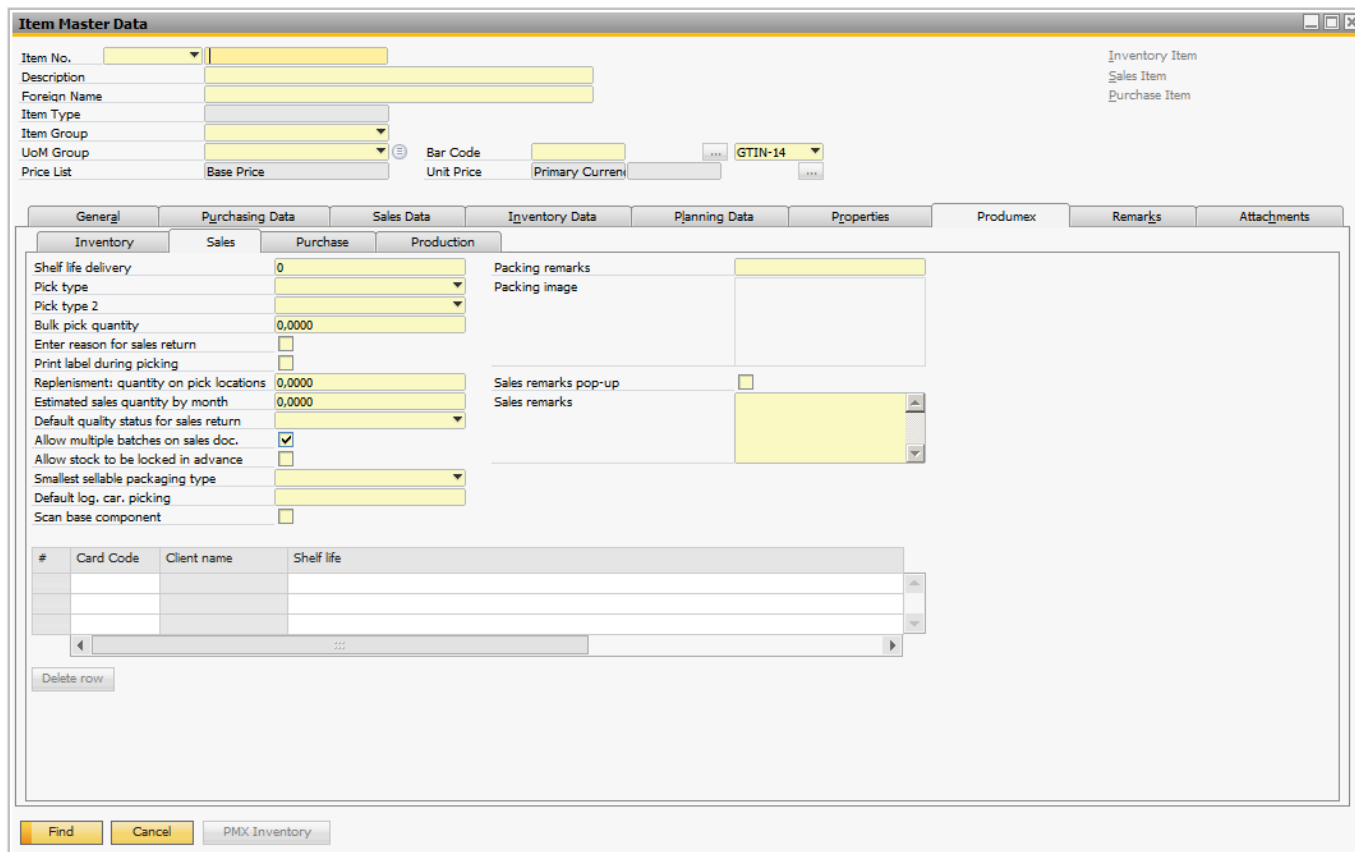 Item Master Data
Item No.
Inventory Item
Description
Sales Item
Foreign Name
Purchase Item
Item Type
Item Group
UoM Group
Bar Code
...
GTIN-14
Price List
Base Price
Unit Price
Primary Curren
...
General
Purchasing Data
Sales Data
Inventory Data
Planning Data
Properties
Produmex
Remarks
Attachments
Inventory
Sales
Purchase
Production
Shelf life delivery 0
Packing remarks
Pick type
Packing image
Pick type 2
Bulk pick quantity 0,0000
Enter reason for sales return
Print label during picking
Replenisment: quantity on pick locations 0,0000
Sales remarks pop-up
Estimated sales quantity by month 0,0000
Sales remarks
Default quality status for sales return
Allow multiple batches on sales doc.
Allow stock to be locked in advance
Smallest sellable packaging type
Default log. car. picking
Scan base component
# Card Code Client name Shelf life
Delete row
Find
Cancel
PMX Inventory